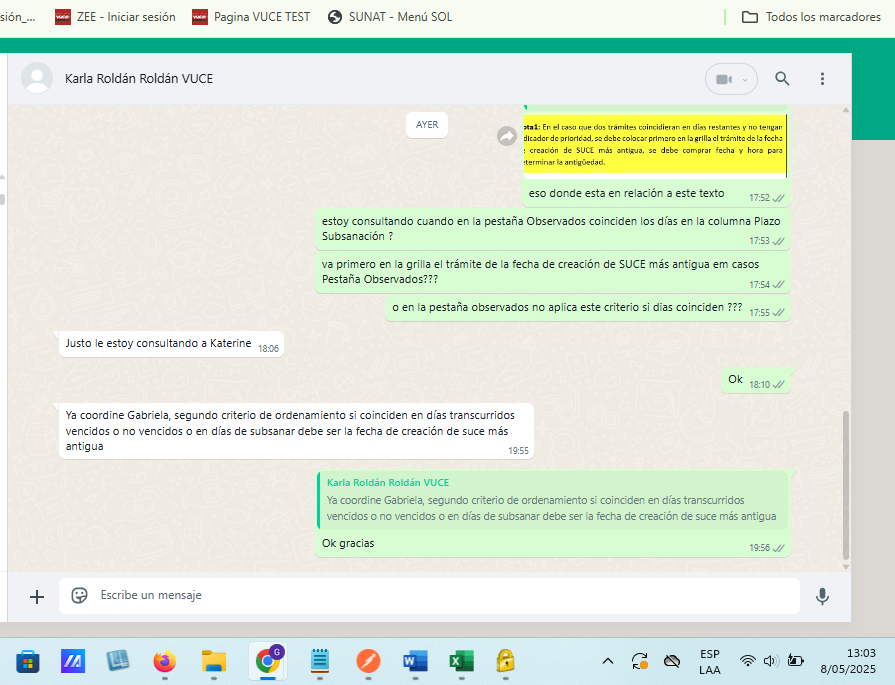 sión_...
ZEE - Iniciar sesión
Pagina VUCE TEST
SUNAT - Menú SOL
Todos los marcadores
Karla Roldán Roldán VUCE
AYER
ota1: En el caso que dos trámites coincidieran en días restantes y no tengan
dicador de prioridad, se debe colocar primero en la grilla el trámite de la fecha
creación de SUCE más antigua, se debe comprar fecha y hora para
terminar la antigüedad.
eso donde esta en relación a este texto
17:52
estoy consultando cuando en la pestaña Observados coinciden los días en la columna Plazo
Subsanación ?
17:53
va primero en la grilla el trámite de la fecha de creación de SUCE más antigua em casos
Pestaña Observados???
17:54
o en la pestaña observados no aplica este criterio si dias coinciden ???
17:55
Justo le estoy consultando a Katerine
18:06
Ok
18:10
Ya coordine Gabriela, segundo criterio de ordenamiento si coinciden en días transcurridos
vencidos o no vencidos o en días de subsanar debe ser la fecha de creación de suce más
antigua
19:55
Karla Roldán Roldán VUCE
Ya coordine Gabriela, segundo criterio de ordenamiento si coinciden en días transcurridos
vencidos o no vencidos o en días de subsanar debe ser la fecha de creación de suce más antigua
Ok gracias
19:56
Escribe un mensaje
G
ESP
LAA
13:03
8/05/2025